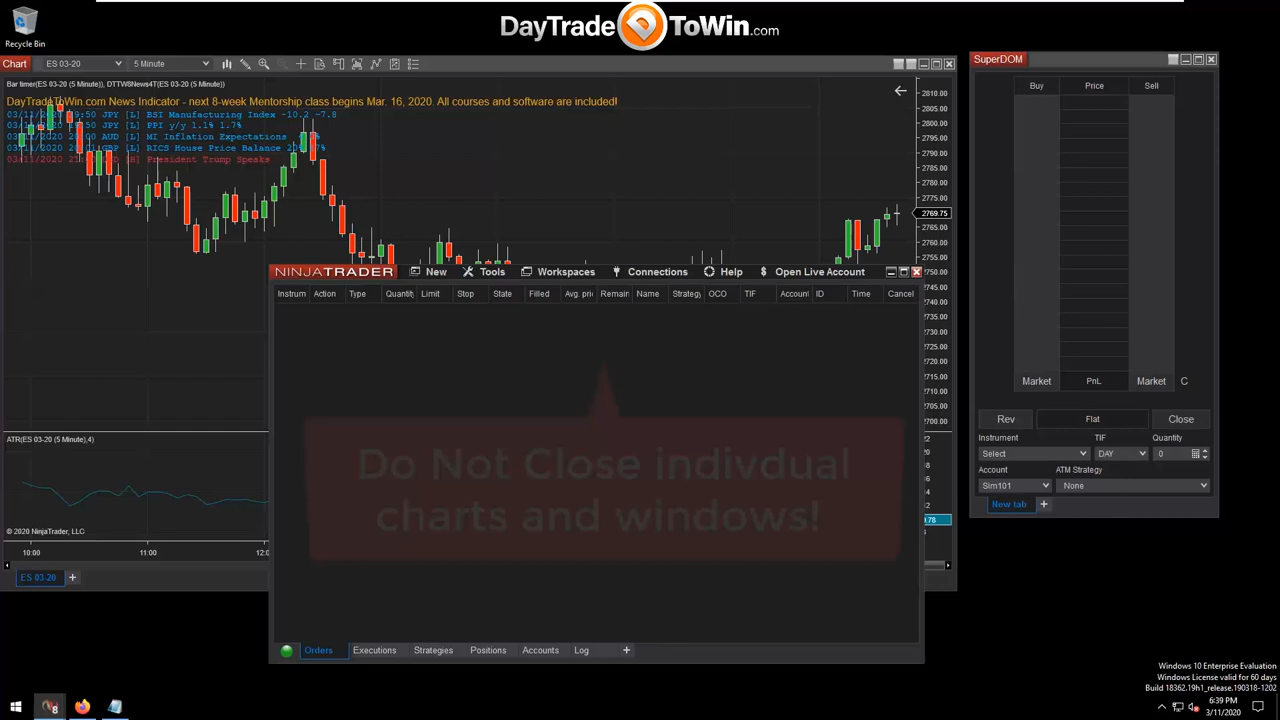 DayTrade ToWin.com
Recycle Bin
Chart ES 03-20 5 Minute
Bar timer(ES 03-20 (5 Minute)), DTTW8News4T(ES 03-20 (5 Minute))
DayTradeToWin.com News Indicator - next 8-week Mentorship class begins Mar. 16, 2020. All courses and software are included!
BSI Manufacturing Index -10.2 -7.8
PPI y/y 1.1% 1.7%
MI Inflation Expectations
RICS House Price Balance
President Trump Speaks
2810.00
2805.00
2800.00
2795.00
2790.00
2785.00
2780.00
2775.00
2769.75
2765.00
2760.00
2755.00
2750.00
2745.00
2740.00
2735.00
2730.00
2725.00
2720.00
2715.00
2710.00
2705.00
2700.00
NINJATRADER New Tools Workspaces Connections Help $ Open Live Account
Instrum Action Type Quantity Limit Stop State Filled Avg. pri Remain Name Strategy OCO TIF Account ID Time Cancel
Do Not Close indivdual
charts and windows!
Orders Executions Strategies Positions Accounts Log +
ATR(ES 03-20 (5 Minute),4)
22
20
18
16
14
12
© 2020 NinjaTrader, LLC
10:00 11:00 12:0
ES 03-20 +
SuperDOM
Buy Price Sell
Market PnL Market C
Rev Flat Close
Instrument TIF Quantity
Select DAY 0
Account ATM Strategy
Sim101 None
New tab +
Windows 10 Enterprise Evaluation
Windows License valid for 60 days
Build 18362.19h1_release.190318-1202
6:39 PM
3/11/2020